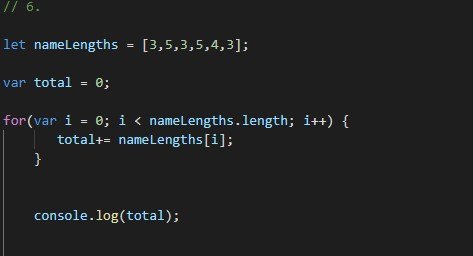 // 6.
let nameLengths = [3,5,3,5,4,3];
var total = 0;
for(var i = 0; i < nameLengths.length; i++) {
total+= nameLengths[i];
}
console.log(total);